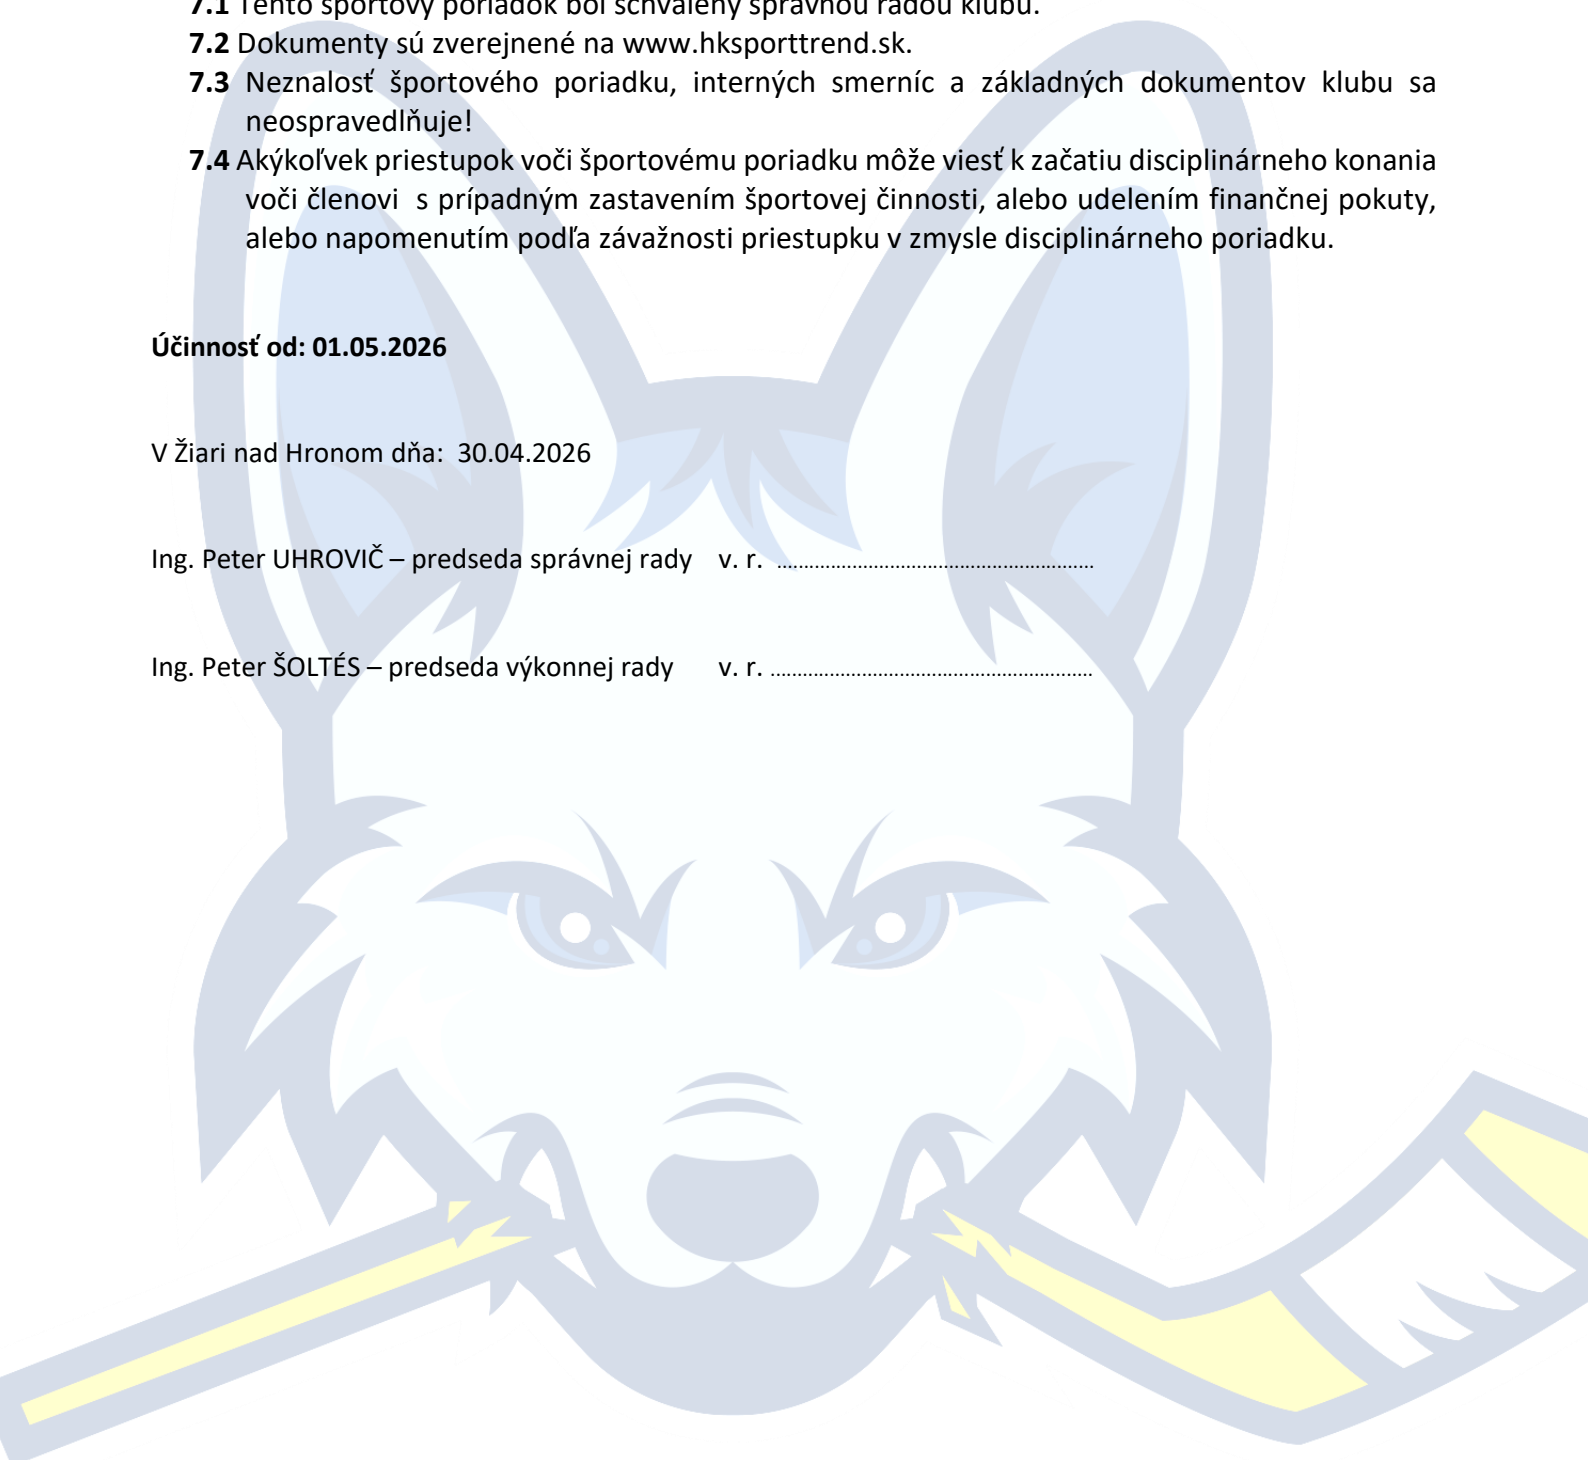 7.1 Tento športový poriadok bol schválený správnou radou klubu.
7.2 Dokumenty sú zverejnené na www.hksporttrend.sk.
7.3 Neznalosť športového poriadku, interných smerníc a základných dokumentov klubu sa
neospravedlňuje!
7.4 Akýkoľvek priestupok voči športovému poriadku môže viesť k začatiu disciplinárneho konania
voči členovi s prípadným zastavením športovej činnosti, alebo udelením finančnej pokuty,
alebo napomenutím podľa závažnosti priestupku v zmysle disciplinárneho poriadku.
Účinnosť od: 01.05.2026
V Žiari nad Hronom dňa: 30.04.2026
Ing. Peter UHROVIČ – predseda správnej rady v. r. ............................................................
Ing. Peter ŠOLTÉS – predseda výkonnej rady v. r. ............................................................